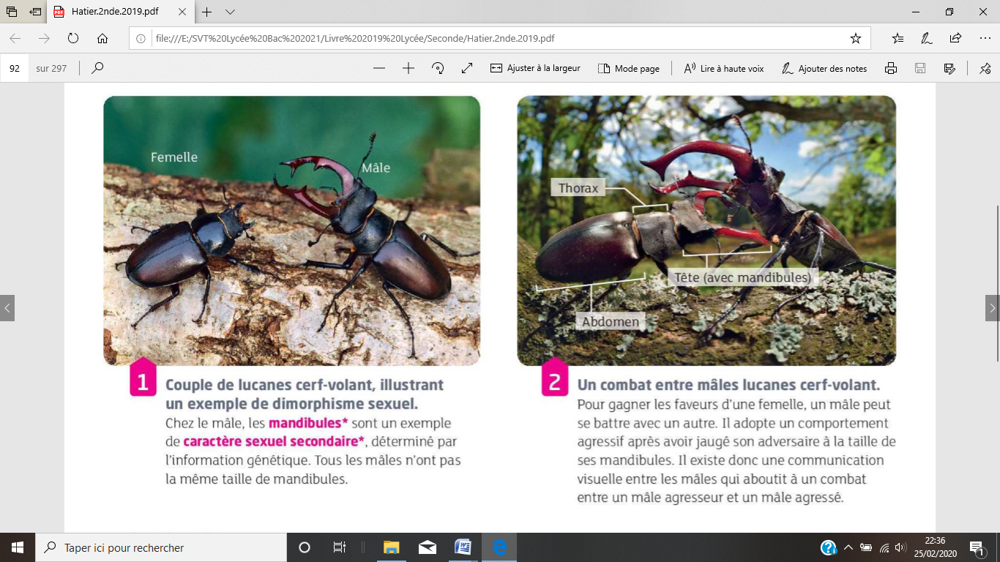 Hatier.2nde.2019.pdf
file:///E:/SVT%20Lycée%20Bac%202021/Livre%202019%20Lycée/Seconde/Hatier.2nde.2019.pdf
92 sur 297
Ajuster à la largeur
Mode page
Lire à haute voix
Ajouter des notes
Femelle
Mâle
Thorax
Tête (avec mandibules)
Abdomen
1
Couple de lucanes cerf-volant, illustrant
un exemple de dimorphisme sexuel.
Chez le mâle, les mandibules* sont un exemple
de caractère sexuel secondaire*, déterminé par
l'information génétique. Tous les mâles n'ont pas
la même taille de mandibules.
2
Un combat entre mâles lucanes cerf-volant.
Pour gagner les faveurs d'une femelle, un mâle peut
se battre avec un autre. Il adopte un comportement
agressif après avoir jaugé son adversaire à la taille de
ses mandibules. Il existe donc une communication
visuelle entre les mâles qui aboutit à un combat
entre un mâle agresseur et un mâle agressé.
Taper ici pour rechercher
22:36
25/02/2020
1